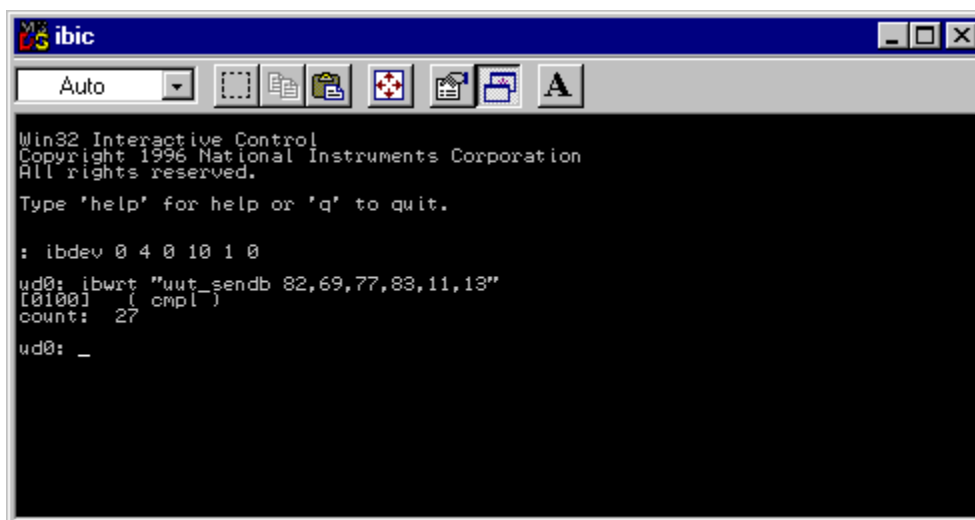 ibic
Auto
A
Win32 Interactive Control
Copyright 1996 National Instruments Corporation
All rights reserved.
Type 'help' for help or 'q' to quit.
: ibdev 0 4 0 10 1 0
ud0: ibwrt "uut_sendb 82,69,77,83,11,13"
[0100]   ( cmpl )
count:  27
ud0: _